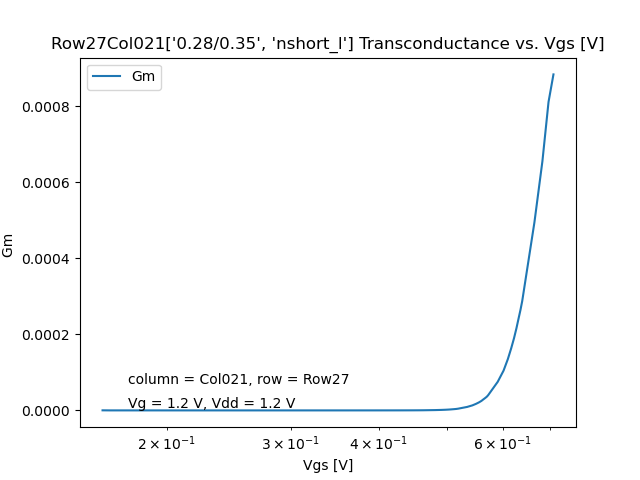 Row27Col021['0.28/0.35', 'nshort_l'] Transconductance vs. Vgs [V]
Gm
0.0008
0.0006
0.0004
0.0002
0.0000
Gm
column = Col021, row = Row27
Vg = 1.2 V, Vdd = 1.2 V
2 × 10⁻¹
3 × 10⁻¹
4 × 10⁻¹
6 × 10⁻¹
Vgs [V]